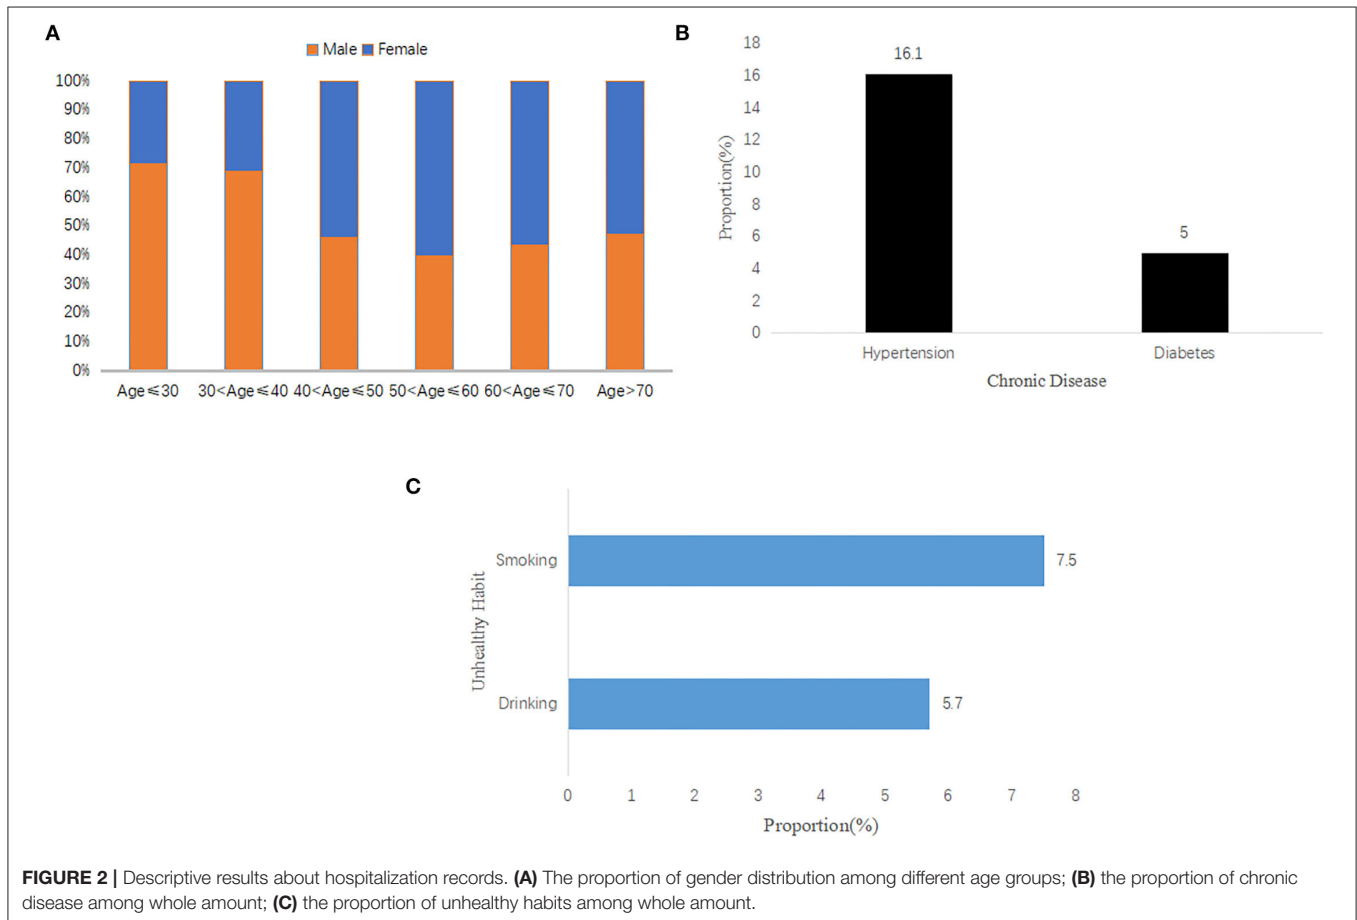 A
Male Female
100%
90%
80%
70%
60%
50%
40%
30%
20%
10%
0%
Age≤30 30<Age≤40 40<Age≤50 50<Age≤60 60<Age≤70 Age>70
B
18
16
14
12
10
8
6
4
2
0
Proportion(%)
16.1
5
Hypertension Diabetes
Chronic Disease
C
Unhealthy Habit
Smoking 7.5
Drinking 5.7
0 1 2 3 4 5 6 7 8
Proportion(%)
FIGURE 2 | Descriptive results about hospitalization records. (A) The proportion of gender distribution among different age groups; (B) the proportion of chronic
disease among whole amount; (C) the proportion of unhealthy habits among whole amount.